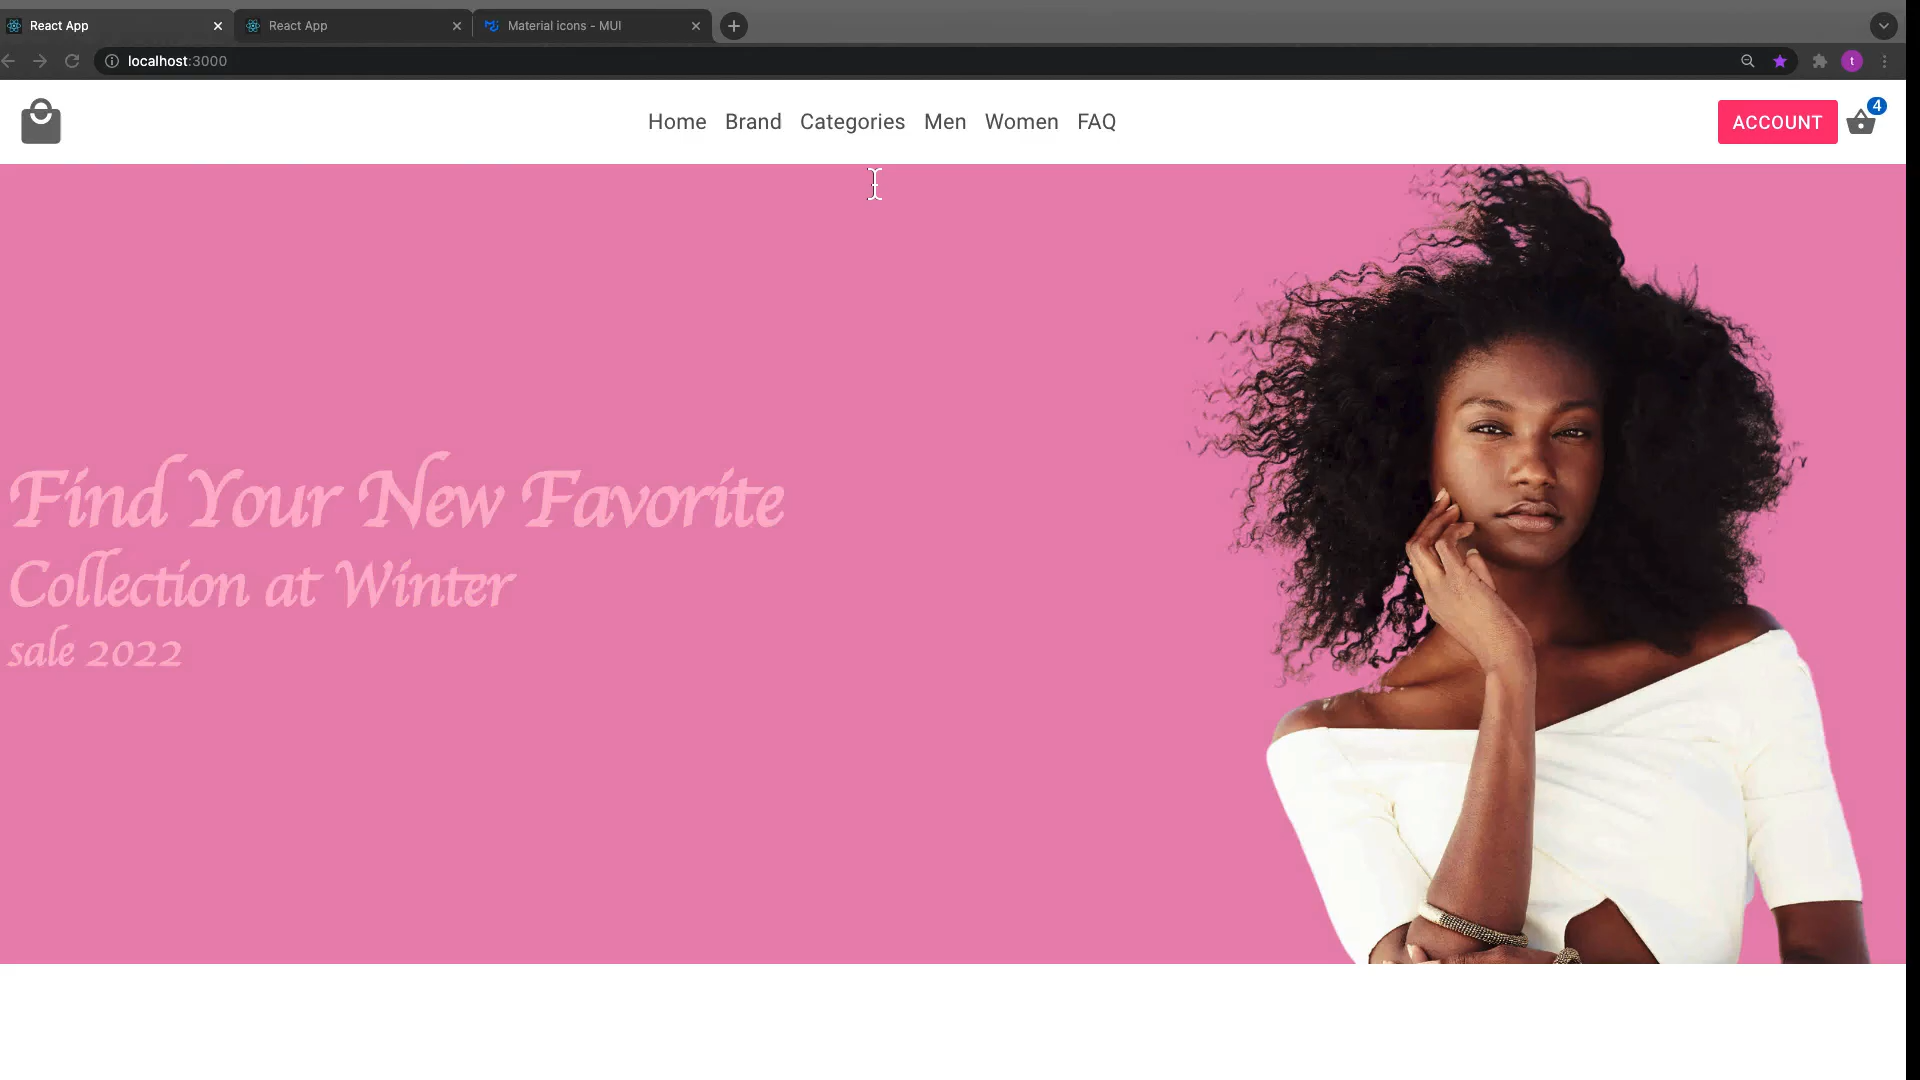 React App
React App
Material icons - MUI
localhost:3000
t
Home Brand Categories Men Women FAQ
ACCOUNT
4
Find Your New Favorite
Collection at Winter
sale 2022